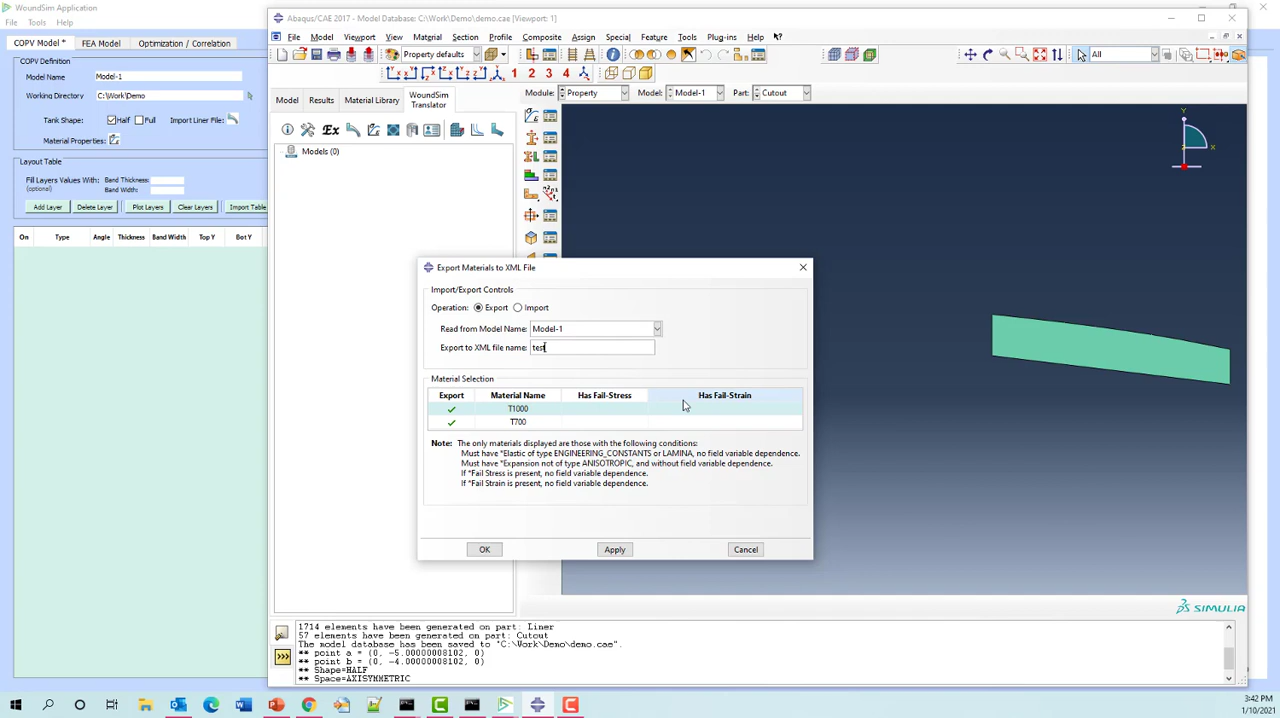 WoundSim Application
File Tools Help
COPV Model * FEA Model Optimization / Correlation
COPV Definition
Model Name Model-1
Working Directory C:\Work\Demo
Tank Shape: Half Full Import Liner File:
Material Properties:
Layout Table
Fill Layers Values With: Band Thickness:
(optional) Band Width:
Add Layer Delete Layer Plot Layers Clear Layers Import Table
On Type Angle Thickness Band Width Top Y Bot Y
Abaqus/CAE 2017 - Model Database: C:\Work\Demo\demo.cae [Viewport: 1]
File Model Viewport View Material Section Profile Composite Assign Special Feature Tools Plug-ins Help
Property defaults
All
1 2 3 4
Model Results Material Library WoundSim
Translator
Module: Property Model: Model-1 Part: Cutout
Ex
Models (0)
Y
X
Z
Export Materials to XML File
Import/Export Controls
Operation: Export Import
Read from Model Name: Model-1
Export to XML file name: test
Material Selection
Export Material Name Has Fail-Stress Has Fail-Strain
T1000
T700
Note: The only materials displayed are those with the following conditions:
Must have *Elastic of type ENGINEERING_CONSTANTS or LAMINA, no field variable dependence.
Must have *Expansion not of type ANISOTROPIC, and without field variable dependence.
If *Fail Stress is present, no field variable dependence.
If *Fail Strain is present, no field variable dependence.
OK Apply Cancel
SIMULIA
1714 elements have been generated on part: Liner
57 elements have been generated on part: Cutout
The model database has been saved to "C:\Work\Demo\demo.cae".
** point a = (0, -5.00000008102, 0)
** point b = (0, -4.00000008102, 0)
** Shape=HALF
** Space=AXISYMMETRIC
>>>
3:42 PM
1/10/2021